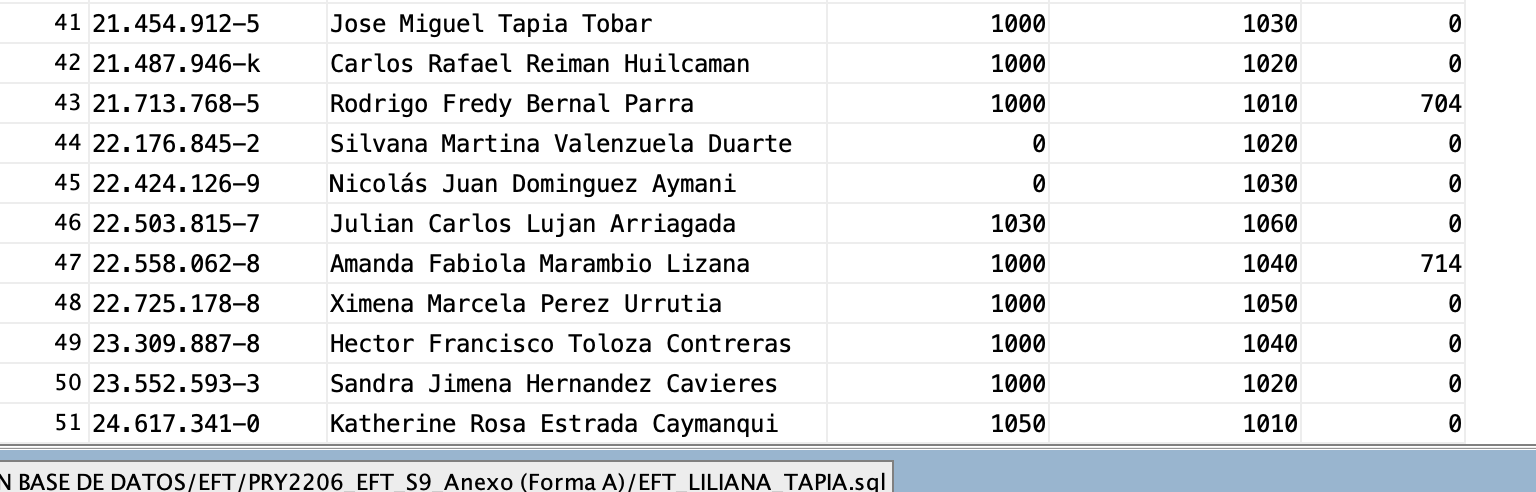 41 21.454.912-5 Jose Miguel Tapia Tobar 1000 1030 0
42 21.487.946-k Carlos Rafael Reiman Huilcaman 1000 1020 0
43 21.713.768-5 Rodrigo Fredy Bernal Parra 1000 1010 704
44 22.176.845-2 Silvana Martina Valenzuela Duarte 0 1020 0
45 22.424.126-9 Nicolás Juan Dominguez Aymani 0 1030 0
46 22.503.815-7 Julian Carlos Lujan Arriagada 1030 1060 0
47 22.558.062-8 Amanda Fabiola Marambio Lizana 1000 1040 714
48 22.725.178-8 Ximena Marcela Perez Urrutia 1000 1050 0
49 23.309.887-8 Hector Francisco Toloza Contreras 1000 1040 0
50 23.552.593-3 Sandra Jimena Hernandez Cavieres 1000 1020 0
51 24.617.341-0 Katherine Rosa Estrada Caymanqui 1050 1010 0
N BASE DE DATOS/EFT/PRY2206_EFT_S9_Anexo (Forma A)/EFT_LILIANA_TAPIA.sql